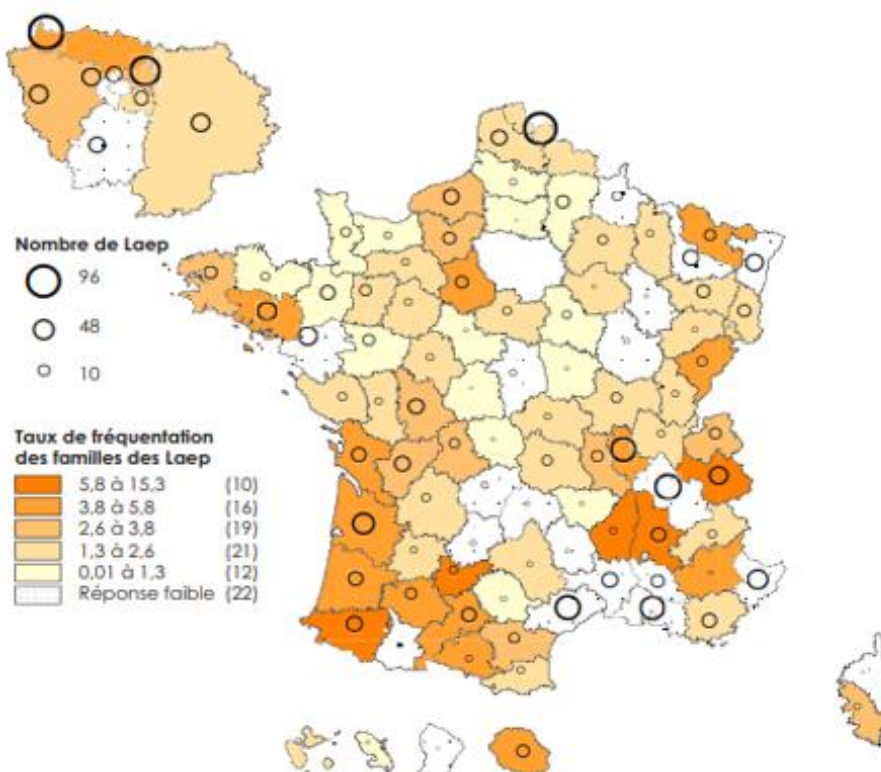 Nombre de Laep
96
48
10
Taux de fréquentation
des familles des Laep
5,8 à 15,3 (10)
3,8 à 5,8 (16)
2,6 à 3,8 (19)
1,3 à 2,6 (21)
0,01 à 1,3 (12)
Réponse faible (22)